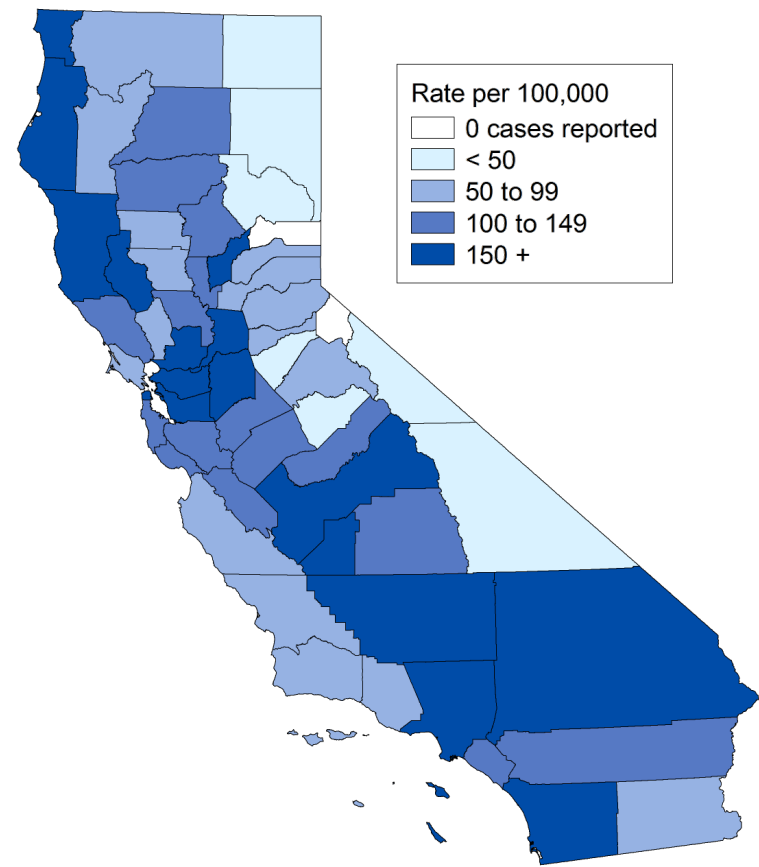 Rate per 100,000
0 cases reported
< 50
50 to 99
100 to 149
150 +